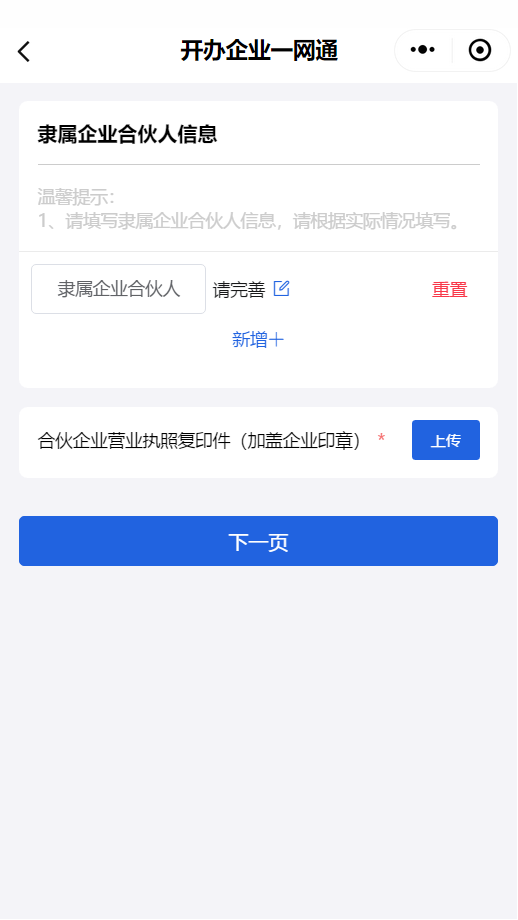 开办企业一网通
隶属企业合伙人信息
温馨提示：
1、请填写隶属企业合伙人信息，请根据实际情况填写。
隶属企业合伙人 请完善 重置
新增＋
合伙企业营业执照复印件（加盖企业印章） * 上传
下一页